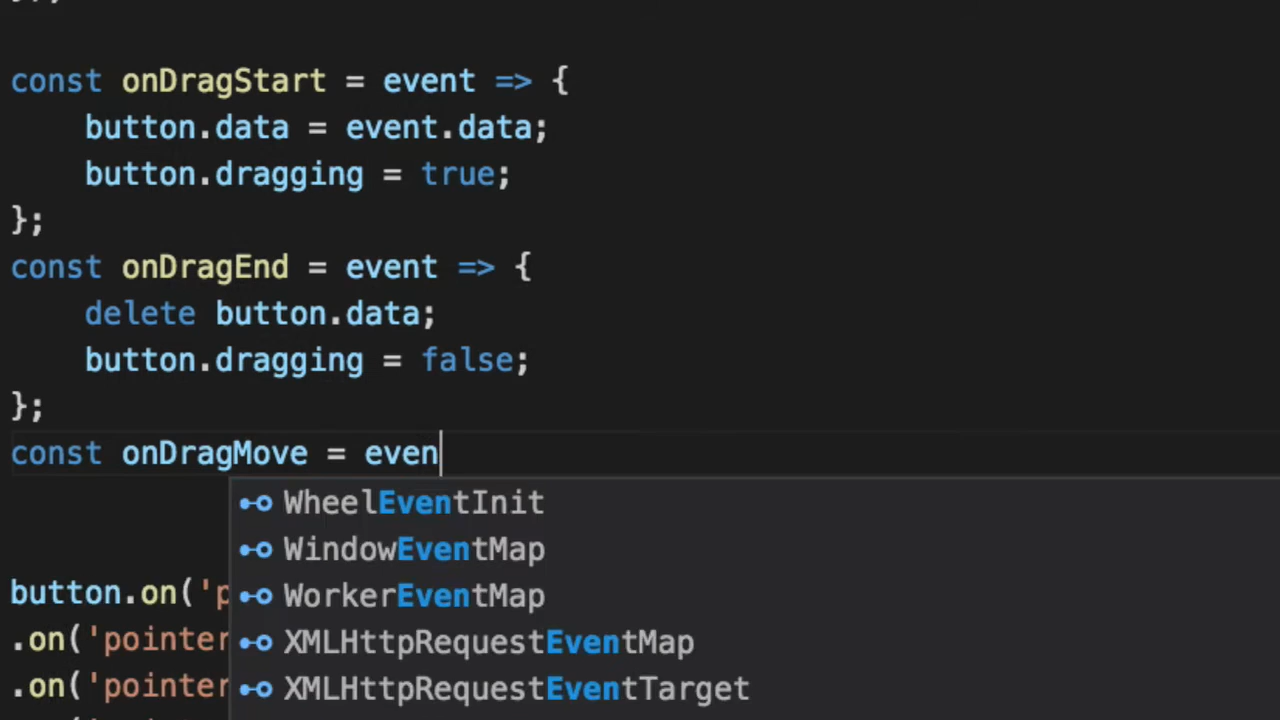 const onDragStart = event => {
    button.data = event.data;
    button.dragging = true;
};
const onDragEnd = event => {
    delete button.data;
    button.dragging = false;
};
const onDragMove = even
WheelEventInit
WindowEventMap
WorkerEventMap
XMLHttpRequestEventMap
XMLHttpRequestEventTarget
button.on('p
.on('pointer
.on('pointer